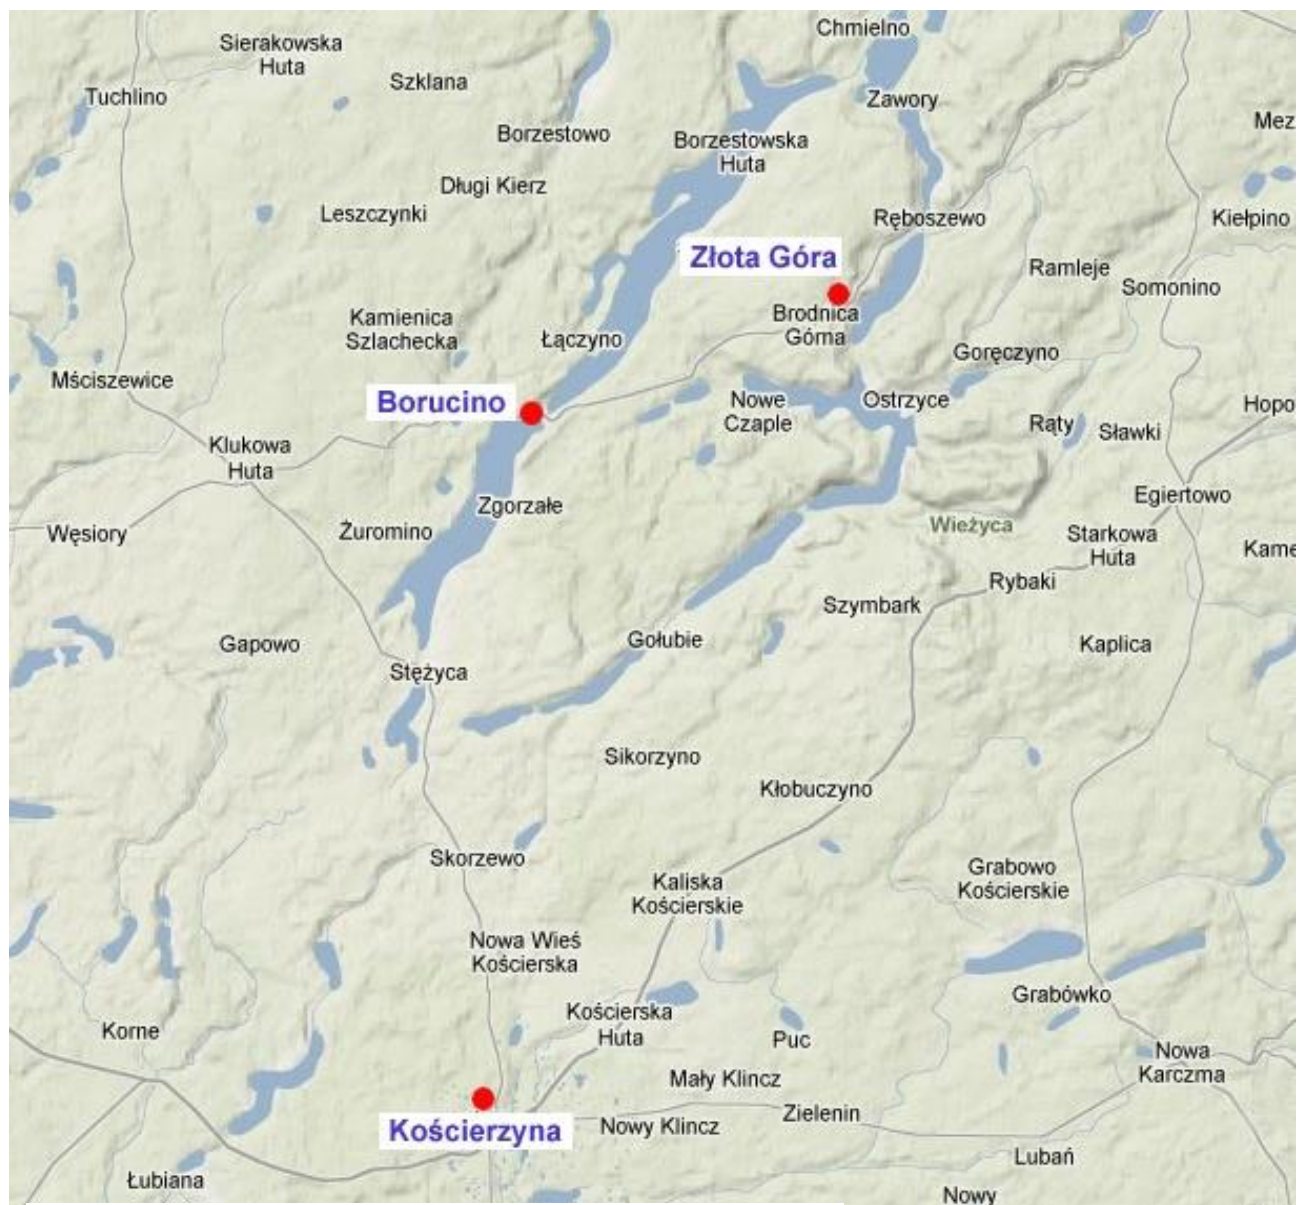 Chmielno
Sierakowska
Huta
Szklana
Tuchlino
Zawory
Mez
Borzestowo
Borzestowska
Huta
Długi Kierz
Leszczynki
Ręboszewo
Kiełpino
Złota Góra
Ramleje
Somonino
Kamienica
Szlachecka
Brodnica
Górna
Łączyno
Goręczyno
Mściszewice
Borucino
Nowe
Czaple
Ostrzyce
Hopo
Rąty
Sławki
Klukowa
Huta
Egiertowo
Zgorzałe
Wieżyca
Węsiory
Żuromino
Starkowa
Huta
Kame
Rybaki
Szymbark
Gołubie
Gapowo
Kaplica
Stężyca
Sikorzyno
Kłobuczyno
Skorzewo
Grabowo
Kościerskie
Kaliska
Kościerskie
Nowa Wieś
Kościerska
Grabówko
Kościerska
Huta
Korne
Puc
Nowa
Karczma
Mały Klincz
Zielenin
Kościerzyna
Nowy Klincz
Lubań
Łubiana
Nowy